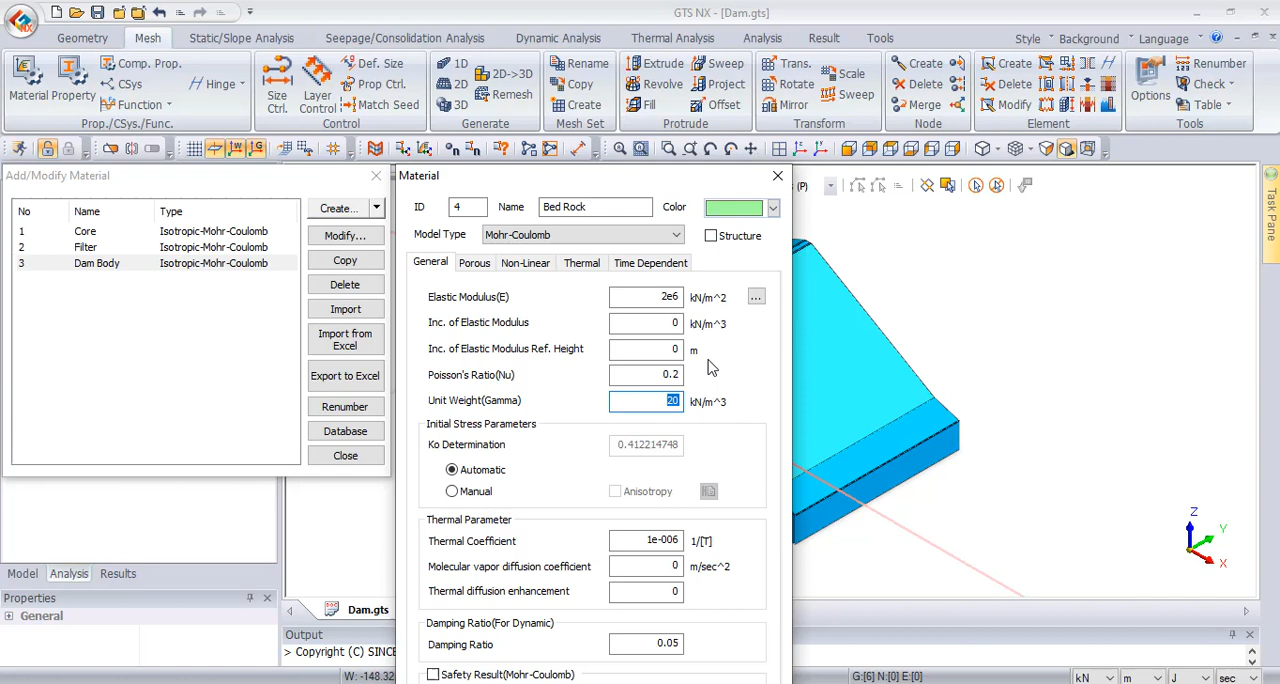 GTS NX - [Dam.gts]
Geometry Mesh Static/Slope Analysis Seepage/Consolidation Analysis Dynamic Analysis Thermal Analysis Analysis Result Tools Style Background Language
Material Property Comp. Prop. CSys Function Hinge
Prop./CSys./Func.
Size Ctrl. Layer Control Def. Size Prop Ctrl. Match Seed
Control
1D 2D 3D 2D->3D Remesh
Generate
Rename Copy Create
Mesh Set
Extrude Revolve Fill Sweep Project Offset
Protrude
Trans. Rotate Mirror Scale Sweep
Transform
Create Delete Merge
Node
Create Delete Modify
Element
Options Renumber Check Table
Tools
Add/Modify Material
No Name Type
1 Core Isotropic-Mohr-Coulomb
2 Filter Isotropic-Mohr-Coulomb
3 Dam Body Isotropic-Mohr-Coulomb
Create...
Modify...
Copy
Delete
Import
Import from Excel
Export to Excel
Renumber
Database
Close
Material
ID 4 Name Bed Rock Color
Model Type Mohr-Coulomb Structure
General Porous Non-Linear Thermal Time Dependent
Elastic Modulus(E) 2e6 kN/m^2 ...
Inc. of Elastic Modulus 0 kN/m^3
Inc. of Elastic Modulus Ref. Height 0 m
Poisson's Ratio(Nu) 0.2
Unit Weight(Gamma) 20 kN/m^3
Initial Stress Parameters
Ko Determination 0.412214748
Automatic
Manual Anisotropy
Thermal Parameter
Thermal Coefficient 1e-006 1/[T]
Molecular vapor diffusion coefficient 0 m/sec^2
Thermal diffusion enhancement 0
Damping Ratio(For Dynamic)
Damping Ratio 0.05
Safety Result(Mohr-Coulomb)
(P)
Task Pane
Z
Y
X
Model Analysis Results
Properties
General
Dam.gts
Output
> Copyright (C) SINCE
W: -148.32
G:[6] N:[0] E:[0]
kN m J sec